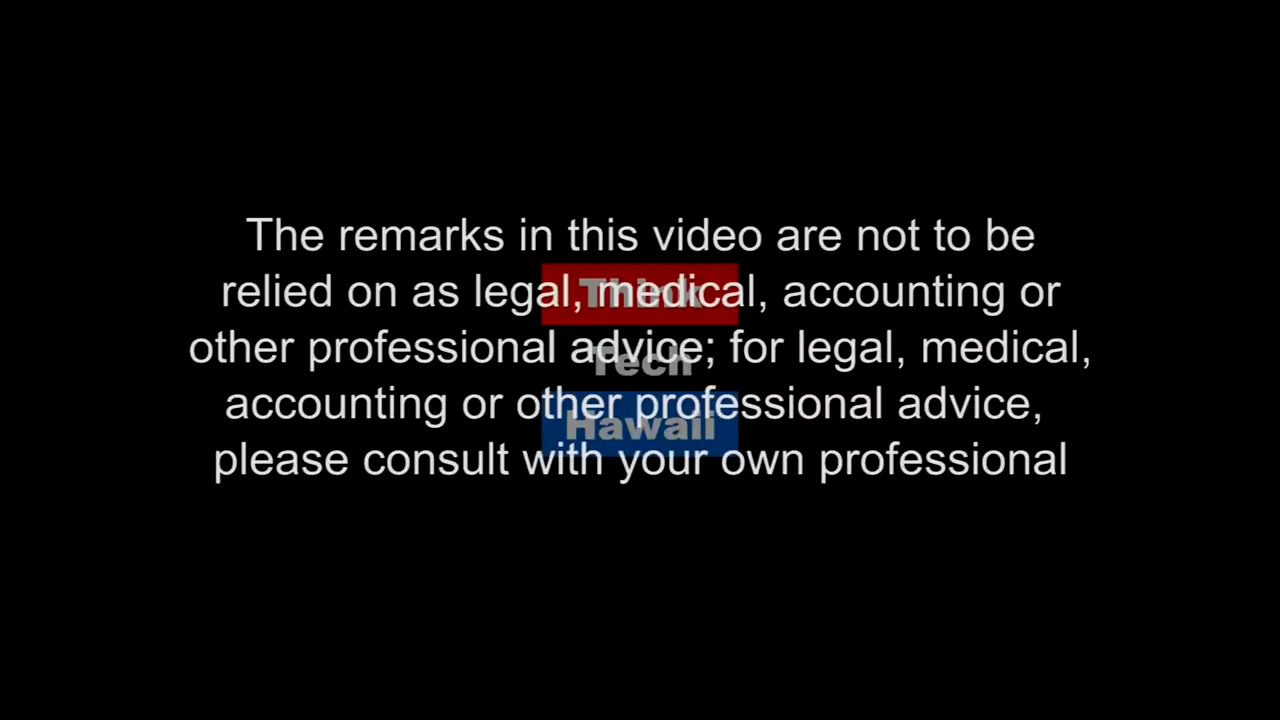 The remarks in this video are not to be
relied on as legal, medical, accounting or
other professional advice; for legal, medical,
accounting or other professional advice,
please consult with your own professional
Think
Tech
Hawaii